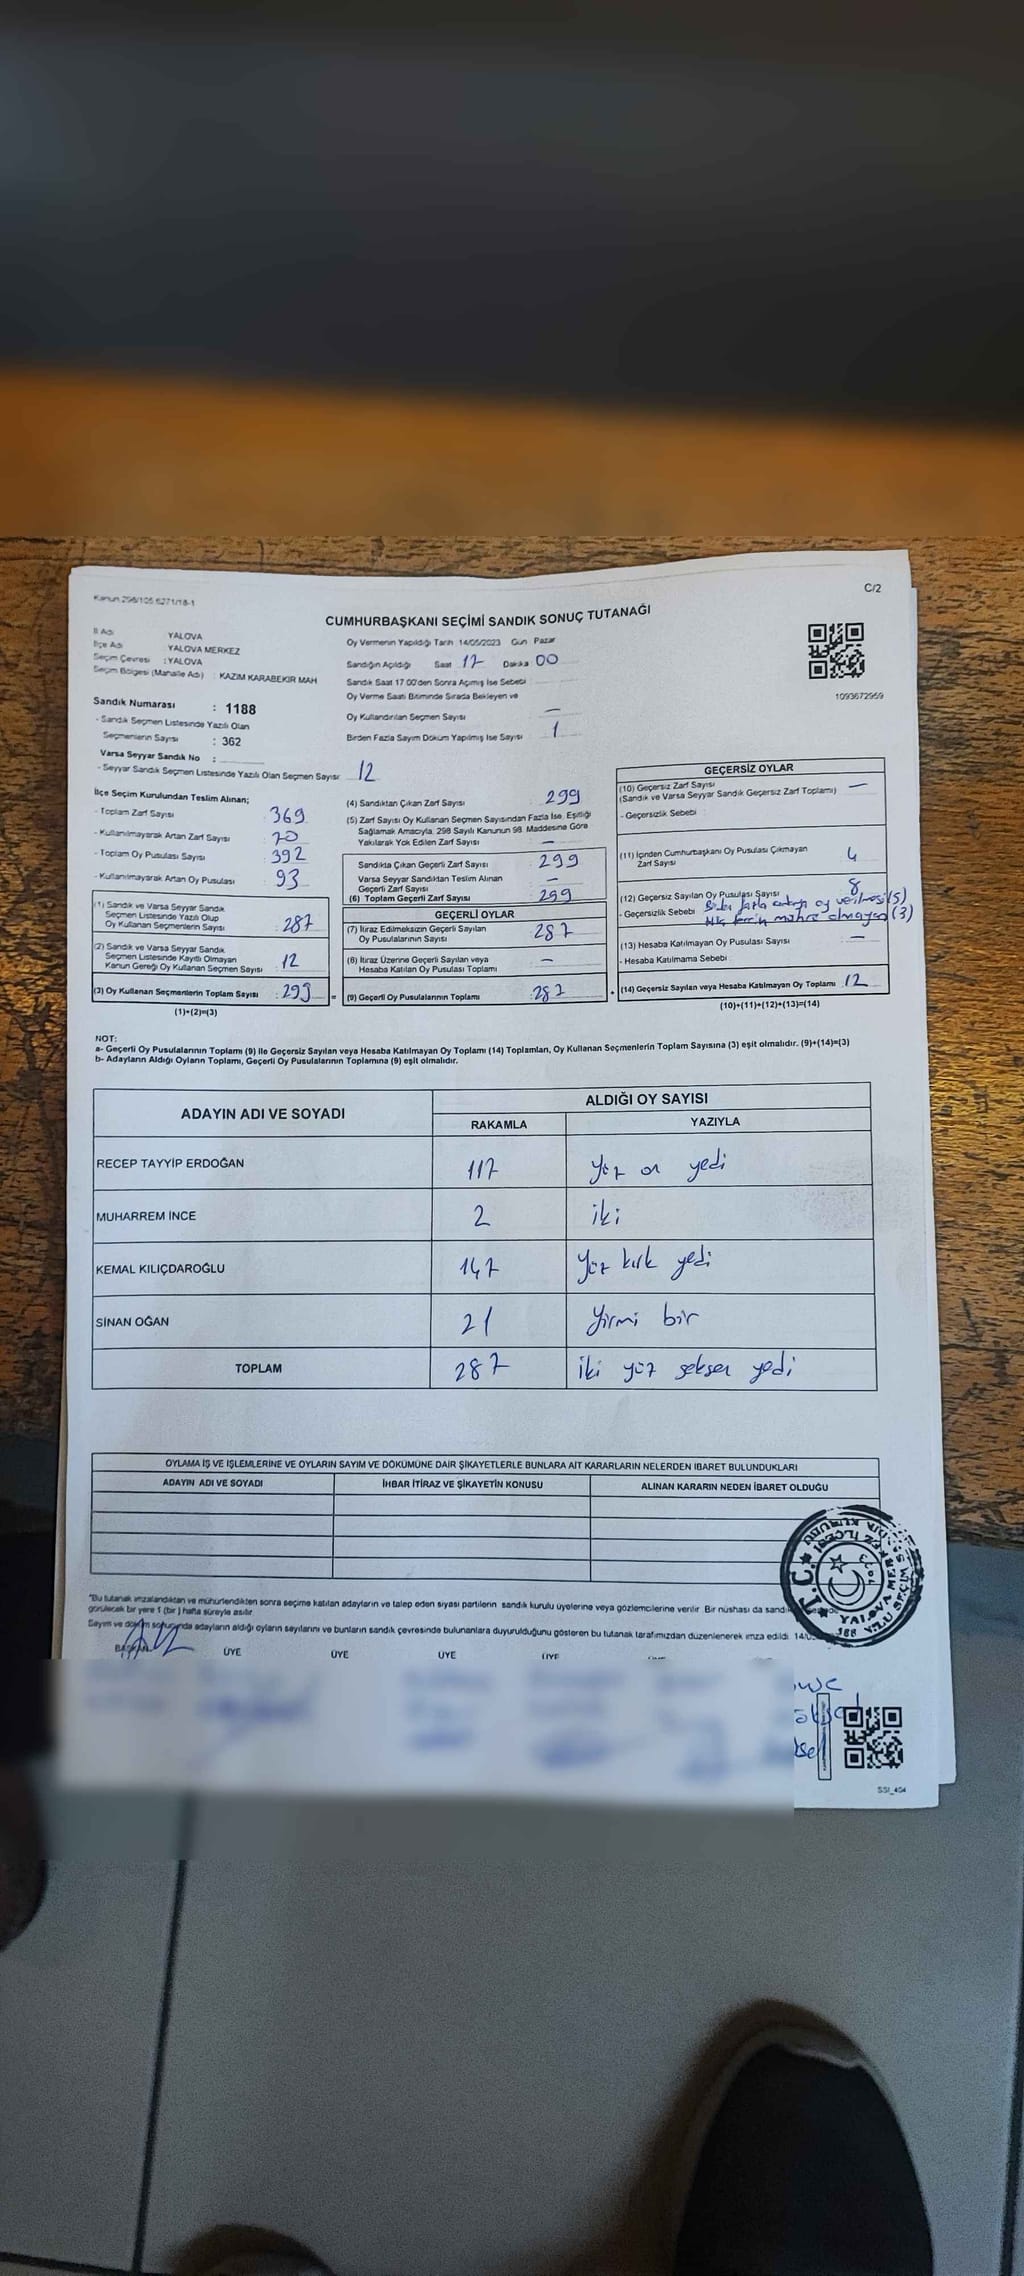 Kanun 298/105 6271/18-1
C/2
CUMHURBAŞKANI SEÇİMİ SANDIK SONUÇ TUTANAĞI
İl Adı YALOVA
İlçe Adı YALOVA MERKEZ
Seçim Çevresi : YALOVA
Seçim Bölgesi (Mahalle Adı) : KAZIM KARABEKİR MAH
Sandık Numarası : 1188
- Sandık Seçmen Listesinde Yazılı Olan
Seçmenlerin Sayısı : 362
Varsa Seyyar Sandık No :
- Seyyar Sandık Seçmen Listesinde Yazılı Olan Seçmen Sayısı 12
Oy Vermenin Yapıldığı Tarih 14/05/2023 Gün Pazar
Sandığın Açıldığı Saat 17 Dakika 00
Sandık Saat 17 00'den Sonra Açımış İse Sebebi
Oy Verme Saati Bitiminde Sırada Bekleyen ve
Oy Kullandırılan Seçmen Sayısı —
Birden Fazla Sayım Döküm Yapılmış İse Sayısı 1
1093672959
İlçe Seçim Kurulundan Teslim Alınan;
- Toplam Zarf Sayısı 369
- Kullanılmayarak Artan Zarf Sayısı 70
- Toplam Oy Pusulası Sayısı 392
- Kullanılmayarak Artan Oy Pusulası 93
(1) Sandık ve Varsa Seyyar Sandık
Seçmen Listesinde Yazılı Olup
Oy Kullanan Seçmenlerin Sayısı : 287
(2) Sandık ve Varsa Seyyar Sandık
Seçmen Listesinde Kayıtlı Olmayan
Kanun Gereği Oy Kullanan Seçmen Sayısı : 12
(3) Oy Kullanan Seçmenlerin Toplam Sayısı : 299 =
(1)+(2)=(3)
(4) Sandıktan Çıkan Zarf Sayısı 299
(5) Zarf Sayısı Oy Kullanan Seçmen Sayısından Fazla İse, Eşitliği
Sağlamak Amacıyla, 298 Sayılı Kanunun 98. Maddesine Göre
Yakılarak Yok Edilen Zarf Sayısı —
Sandıkta Çıkan Geçerli Zarf Sayısı : 299
Varsa Seyyar Sandıktan Teslim Alınan
Geçerli Zarf Sayısı —
(6) Toplam Geçerli Zarf Sayısı : 299
GEÇERLİ OYLAR
(7) İtiraz Edilmeksizin Geçerli Sayılan
Oy Pusulalarının Sayısı : 287
(8) İtiraz Üzerine Geçerli Sayılan veya
Hesaba Katılan Oy Pusulası Toplamı —
(9) Geçerli Oy Pusulalarının Toplamı : 287 +
GEÇERSİZ OYLAR
(10) Geçersiz Zarf Sayısı —
(Sandık ve Varsa Seyyar Sandık Geçersiz Zarf Toplamı)
- Geçersizlik Sebebi
(11) İçinden Cumhurbaşkanı Oy Pusulası Çıkmayan
Zarf Sayısı 4
(12) Geçersiz Sayılan Oy Pusulası Sayısı 8
- Geçersizlik Sebebi Birden fazla adaya oy verilmesi (5)
olmayan (3)
(13) Hesaba Katılmayan Oy Pusulası Sayısı —
- Hesaba Katılmama Sebebi
(14) Geçersiz Sayılan veya Hesaba Katılmayan Oy Toplamı : 12
(10)+(11)+(12)+(13)=(14)
NOT:
a- Geçerli Oy Pusulalarının Toplamı (9) ile Geçersiz Sayılan veya Hesaba Katılmayan Oy Toplamı (14) Toplamları, Oy Kullanan Seçmenlerin Toplam Sayısına (3) eşit olmalıdır. (9)+(14)=(3)
b- Adayların Aldığı Oyların Toplamı, Geçerli Oy Pusulalarının Toplamına (9) eşit olmalıdır.
ADAYIN ADI VE SOYADI
ALDIĞI OY SAYISI
RAKAMLA YAZIYLA
RECEP TAYYİP ERDOĞAN 117 yüz on yedi
MUHARREM İNCE 2 iki
KEMAL KILIÇDAROĞLU 147 yüz kırk yedi
SİNAN OĞAN 21 yirmi bir
TOPLAM 287 iki yüz seksen yedi
OYLAMA İŞ VE İŞLEMLERİNE VE OYLARIN SAYIM VE DÖKÜMÜNE DAİR ŞİKAYETLERLE BUNLARA AİT KARARLARIN NELERDEN İBARET BULUNDUKLARI
ADAYIN ADI VE SOYADI İHBAR İTİRAZ VE ŞİKAYETİN KONUSU ALINAN KARARIN NEDEN İBARET OLDUĞU
*Bu tutanak imzalandıktan ve mühürlendikten sonra seçime katılan adayların ve talep eden siyasi partilerin sandık kurulu üyelerine veya gözlemcilerine verilir. Bir nüshası da sandık
görülecek bir yere 1 (bir ) hafta süreyle asılır.
Sayım ve döküm sonucunda adayların aldığı oyların sayılarını ve bunların sandık çevresinde bulunanlara duyurulduğunu gösteren bu tutanak tarafımızdan düzenlenerek imza edildi. 14/0
T.C. YALOVA MERKEZ İLÇESİ
BAŞKAN ÜYE ÜYE ÜYE ÜYE
SSI_404